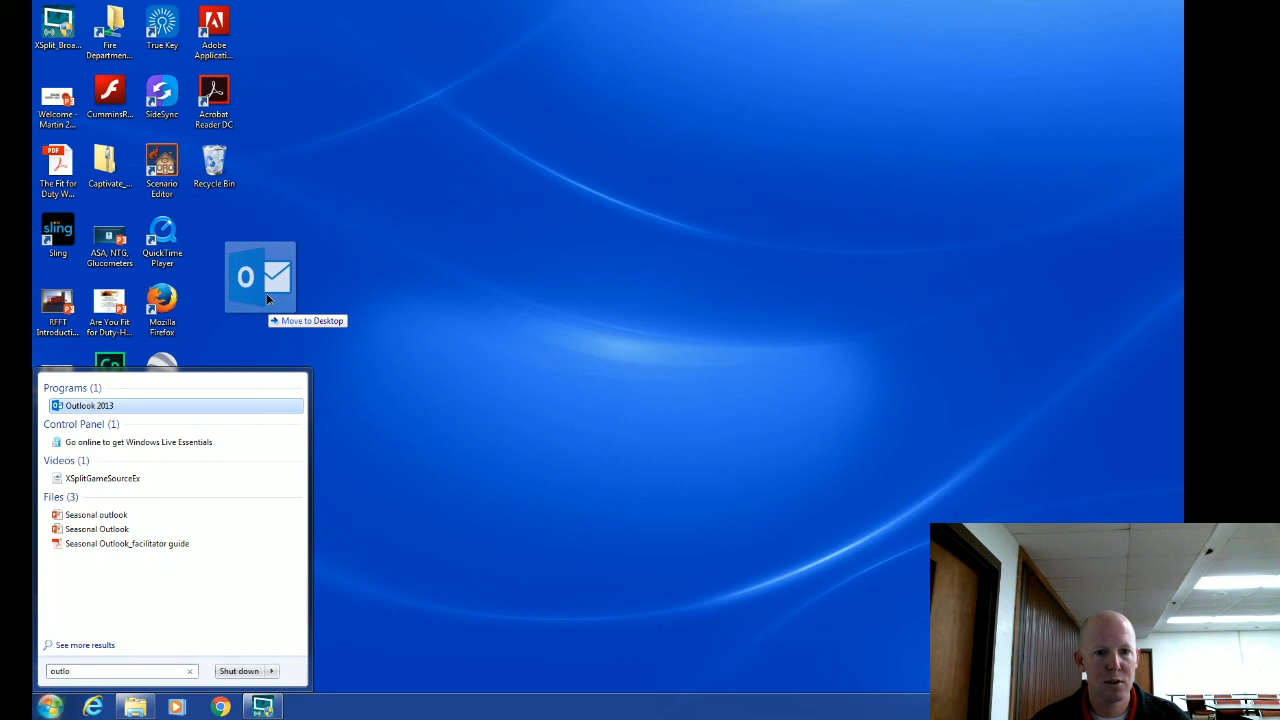 XSplit_Broa...
Fire
Departmen...
True Key
Adobe
Applicati...
Welcome -
Martin 2...
CumminsR...
SideSync
Acrobat
Reader DC
PDF
The Fit for
Duty W...
Captivate_...
Scenario
Editor
Recycle Bin
sling
Sling
ASA, NTG,
Glucometers
QuickTime
Player
RFFT
Introducti...
Are You Fit
for Duty-H...
Mozilla
Firefox
Move to Desktop
Programs (1)
Outlook 2013
Control Panel (1)
Go online to get Windows Live Essentials
Videos (1)
XSplitGameSourceEx
Files (3)
Seasonal outlook
Seasonal Outlook
Seasonal Outlook_facilitator guide
See more results
outlo
Shut down